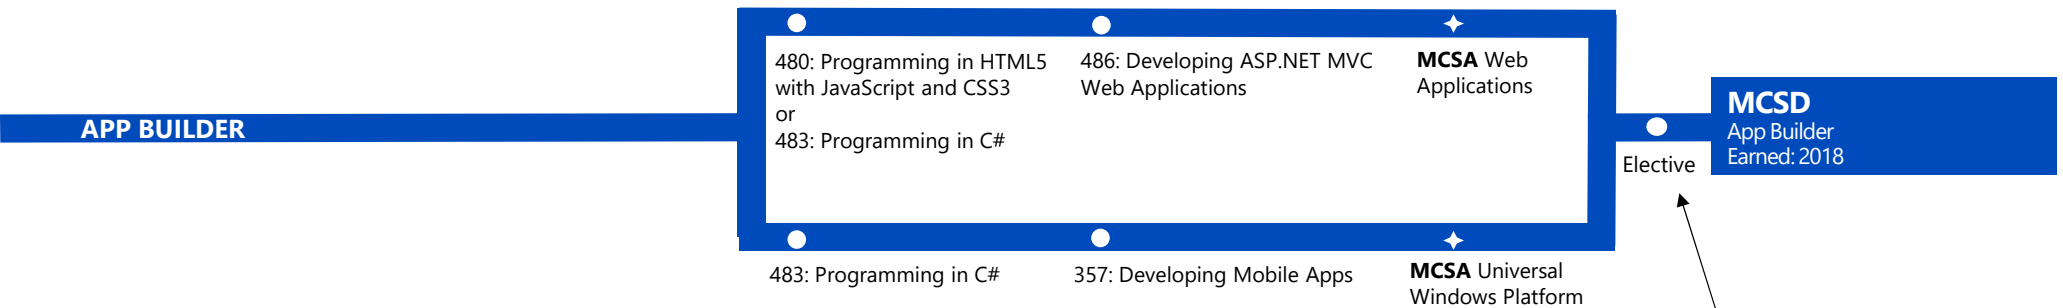 APP BUILDER
480: Programming in HTML5
with JavaScript and CSS3
or
483: Programming in C#
486: Developing ASP.NET MVC
Web Applications
MCSA Web
Applications
483: Programming in C#
357: Developing Mobile Apps
MCSA Universal
Windows Platform
Elective
MCSD
App Builder
Earned: 2018